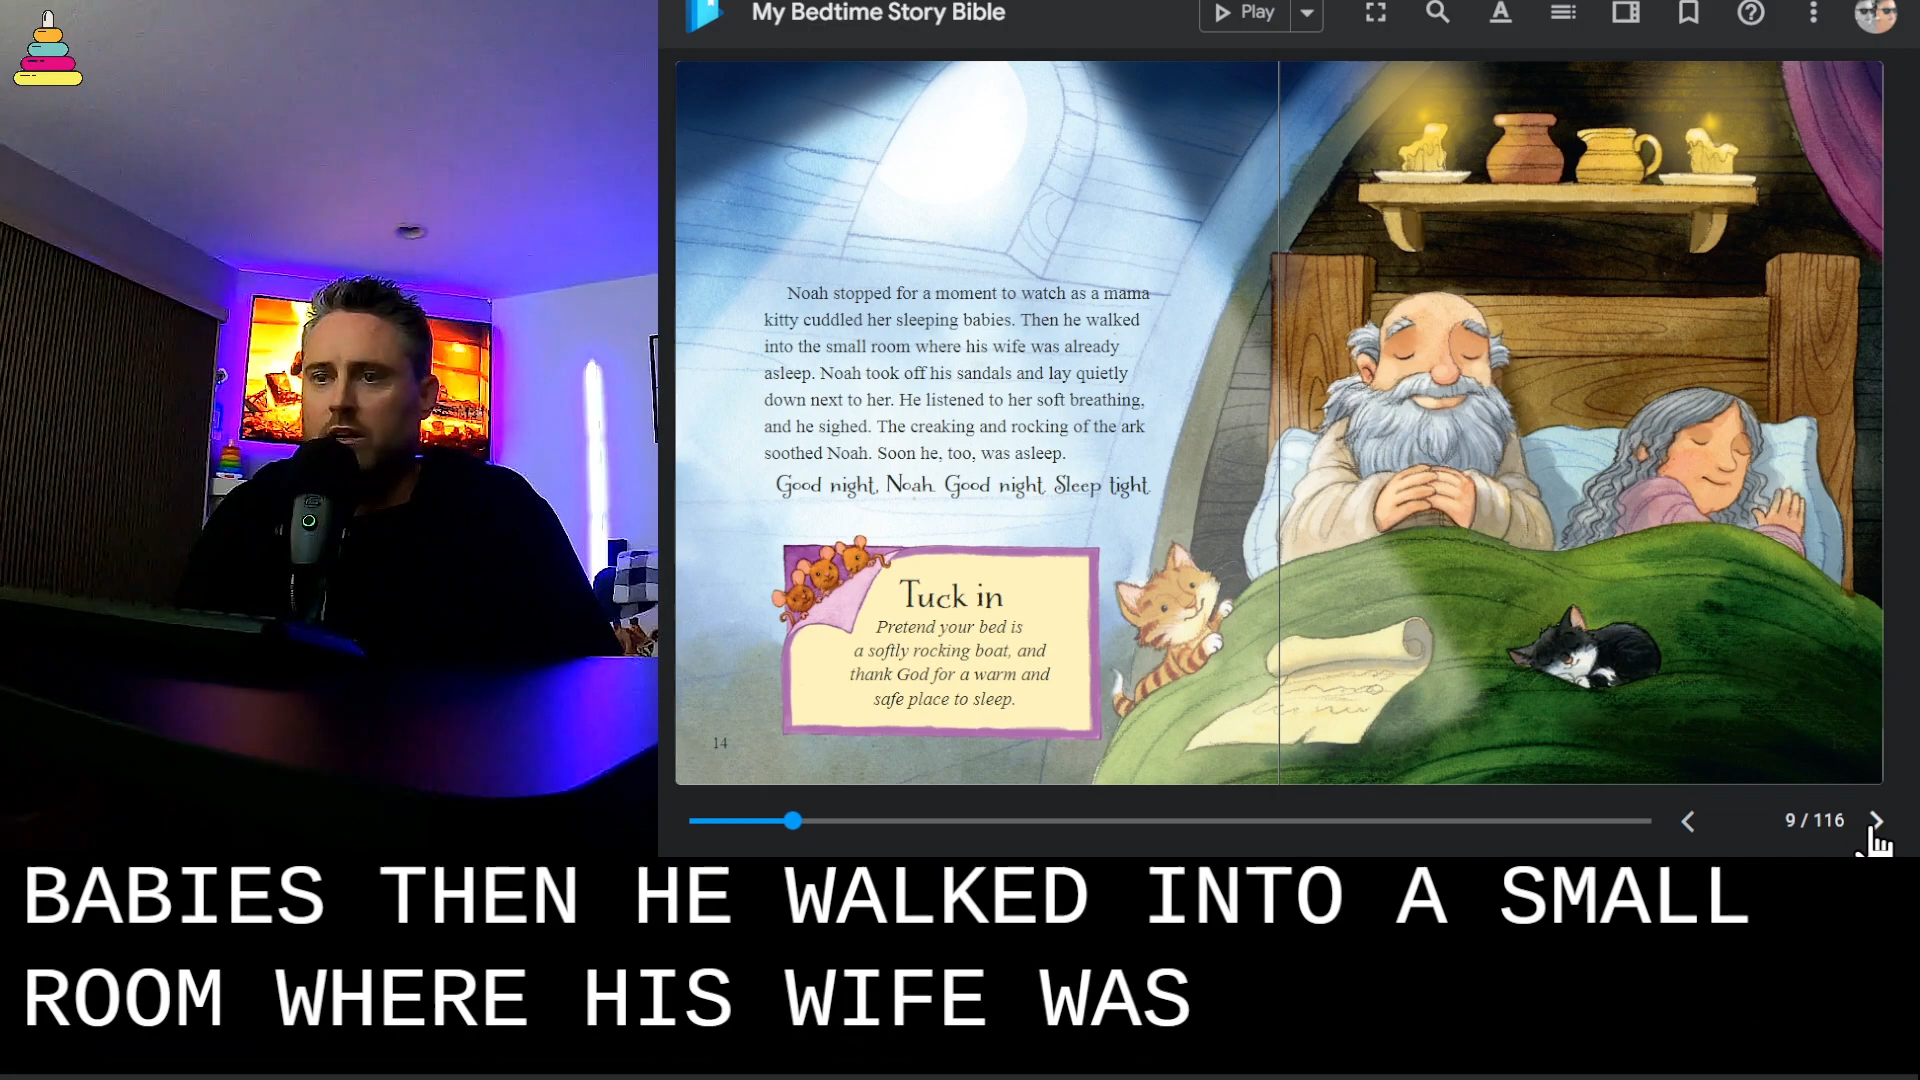 My Bedtime Story Bible
Play
Noah stopped for a moment to watch as a mama
kitty cuddled her sleeping babies. Then he walked
into the small room where his wife was already
asleep. Noah took off his sandals and lay quietly
down next to her. He listened to her soft breathing,
and he sighed. The creaking and rocking of the ark
soothed Noah. Soon he, too, was asleep.
Good night, Noah. Good night. Sleep tight.
Tuck in
Pretend your bed is
a softly rocking boat, and
thank God for a warm and
safe place to sleep.
14
9 / 116
BABIES THEN HE WALKED INTO A SMALL
ROOM WHERE HIS WIFE WAS